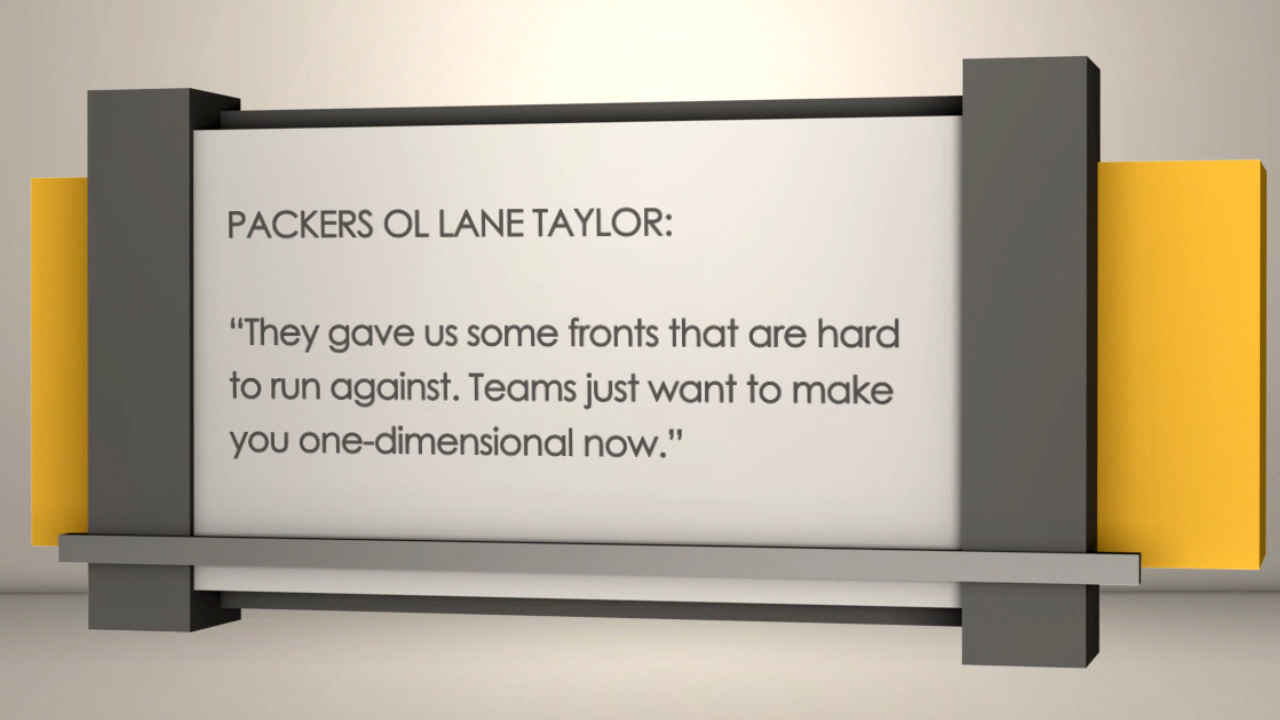 PACKERS OL LANE TAYLOR:
“They gave us some fronts that are hard
to run against. Teams just want to make
you one-dimensional now.”